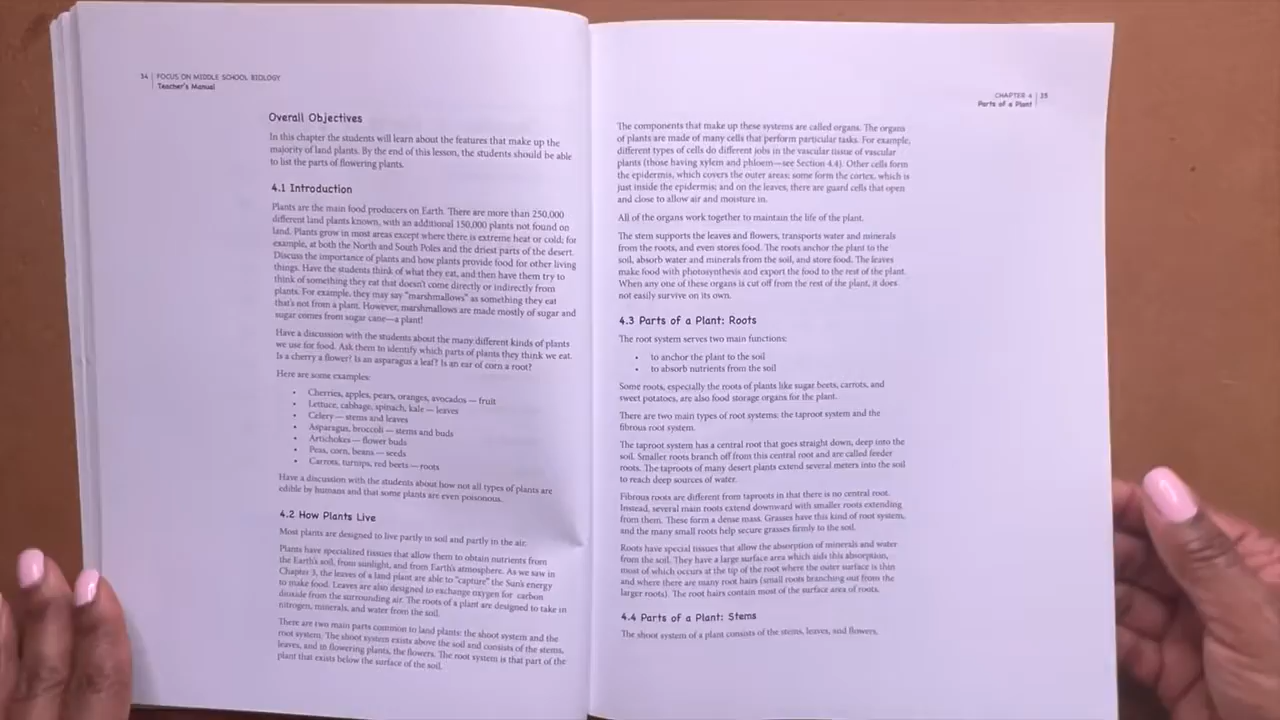 34 | FOCUS ON MIDDLE SCHOOL BIOLOGY
Teacher's Manual
Overall Objectives
In this chapter the students will learn about the features that make up the
majority of land plants. By the end of this lesson, the students should be able
to list the parts of flowering plants.
4.1 Introduction
Plants are the main food producers on Earth. There are more than 250,000
different land plants known, with an additional 150,000 plants not found on
land. Plants grow in most areas except where there is extreme heat or cold; for
example, at both the North and South Poles and the driest parts of the desert.
Discuss the importance of plants and how plants provide food for other living
things. Have the students think of what they eat, and then have them try to
think of something they eat that doesn't come directly or indirectly from
plants. For example, they may say "marshmallows" as something they eat
that's not from a plant. However, marshmallows are made mostly of sugar and
sugar comes from sugar cane—a plant!
Have a discussion with the students about the many different kinds of plants
we use for food. Ask them to identify which parts of plants they think we eat.
Is a cherry a flower? Is an asparagus a leaf? Is an ear of corn a root?
Here are some examples:
• Cherries, apples, pears, oranges, avocados — fruit
• Lettuce, cabbage, spinach, kale — leaves
• Celery — stems and leaves
• Asparagus, broccoli — stems and buds
• Artichokes — flower buds
• Peas, corn, beans — seeds
• Carrots, turnips, red beets — roots
Have a discussion with the students about how not all types of plants are
edible by humans and that some plants are even poisonous.
4.2 How Plants Live
Most plants are designed to live partly in soil and partly in the air.
Plants have specialized tissues that allow them to obtain nutrients from
the Earth's soil, from sunlight, and from Earth's atmosphere. As we saw in
Chapter 3, the leaves of a land plant are able to "capture" the Sun's energy
to make food. Leaves are also designed to exchange oxygen for carbon
dioxide from the surrounding air. The roots of a plant are designed to take in
nitrogen, minerals, and water from the soil.
There are two main parts common to land plants: the shoot system and the
root system. The shoot system exists above the soil and consists of the stems,
leaves, and in flowering plants, the flowers. The root system is that part of the
plant that exists below the surface of the soil.
CHAPTER 4 | 35
Parts of a Plant
The components that make up these systems are called organs. The organs
of plants are made of many cells that perform particular tasks. For example,
different types of cells do different jobs in the vascular tissue of vascular
plants (those having xylem and phloem—see Section 4.4). Other cells form
the epidermis, which covers the outer areas; some form the cortex, which is
just inside the epidermis; and on the leaves, there are guard cells that open
and close to allow air and moisture in.
All of the organs work together to maintain the life of the plant.
The stem supports the leaves and flowers, transports water and minerals
from the roots, and even stores food. The roots anchor the plant to the
soil, absorb water and minerals from the soil, and store food. The leaves
make food with photosynthesis and export the food to the rest of the plant.
When any one of these organs is cut off from the rest of the plant, it does
not easily survive on its own.
4.3 Parts of a Plant: Roots
The root system serves two main functions:
• to anchor the plant to the soil
• to absorb nutrients from the soil
Some roots, especially the roots of plants like sugar beets, carrots, and
sweet potatoes, are also food storage organs for the plant.
There are two main types of root systems: the taproot system and the
fibrous root system.
The taproot system has a central root that goes straight down, deep into the
soil. Smaller roots branch off from this central root and are called feeder
roots. The taproots of many desert plants extend several meters into the soil
to reach deep sources of water.
Fibrous roots are different from taproots in that there is no central root.
Instead, several main roots extend downward with smaller roots extending
from them. These form a dense mass. Grasses have this kind of root system,
and the many small roots help secure grasses firmly to the soil.
Roots have special tissues that allow the absorption of minerals and water
from the soil. They have a large surface area which aids this absorption,
most of which occurs at the tip of the root where the outer surface is thin
and where there are many root hairs (small roots branching out from the
larger roots). The root hairs contain most of the surface area of roots.
4.4 Parts of a Plant: Stems
The shoot system of a plant consists of the stems, leaves, and flowers.